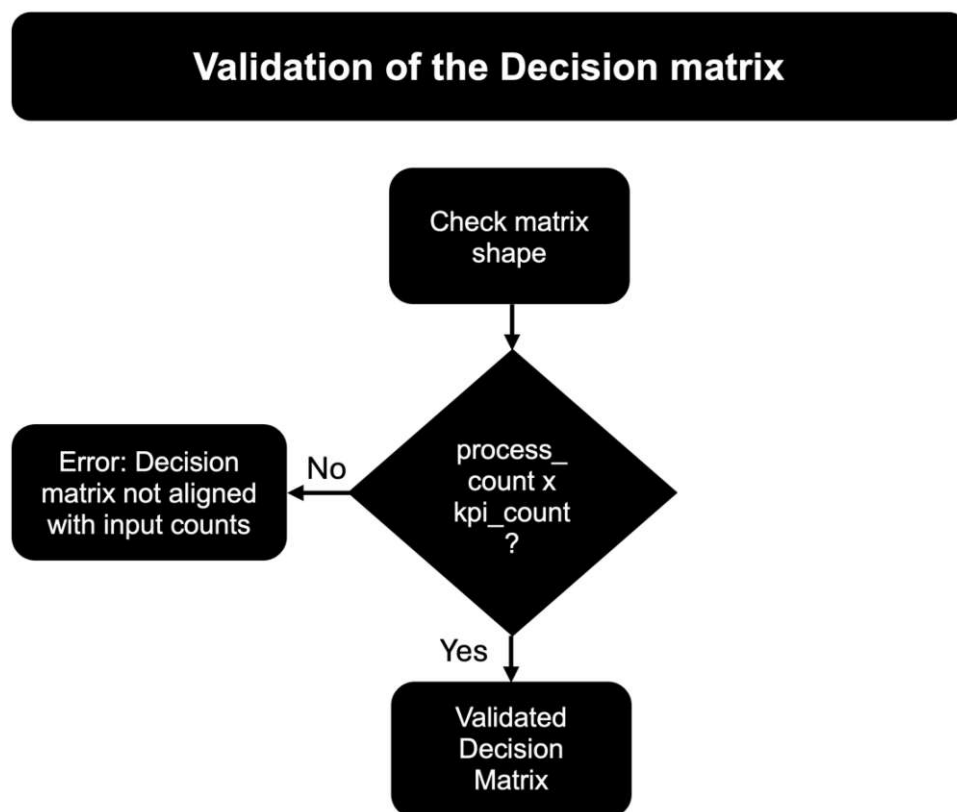 Validation of the Decision matrix
Check matrix
shape
process_
count x
kpi_count
?
No
Error: Decision
matrix not aligned
with input counts
Yes
Validated
Decision
Matrix